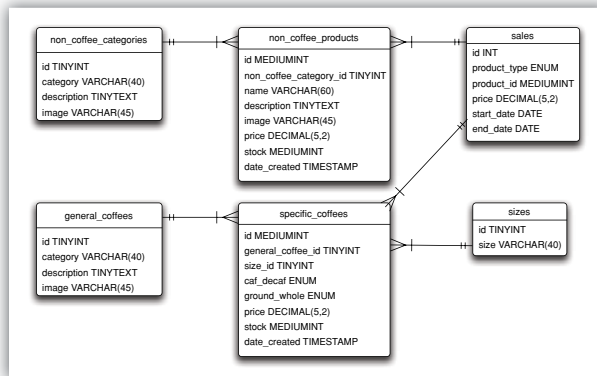 non_coffee_categories
id TINYINT
category VARCHAR(40)
description TINYTEXT
image VARCHAR(45)
non_coffee_products
id MEDIUMINT
non_coffee_category_id TINYINT
name VARCHAR(60)
description TINYTEXT
image VARCHAR(45)
price DECIMAL(5,2)
stock MEDIUMINT
date_created TIMESTAMP
sales
id INT
product_type ENUM
product_id MEDIUMINT
price DECIMAL(5,2)
start_date DATE
end_date DATE
general_coffees
id TINYINT
category VARCHAR(40)
description TINYTEXT
image VARCHAR(45)
specific_coffees
id MEDIUMINT
general_coffee_id TINYINT
size_id TINYINT
caf_decaf ENUM
ground_whole ENUM
price DECIMAL(5,2)
stock MEDIUMINT
date_created TIMESTAMP
sizes
id TINYINT
size VARCHAR(40)